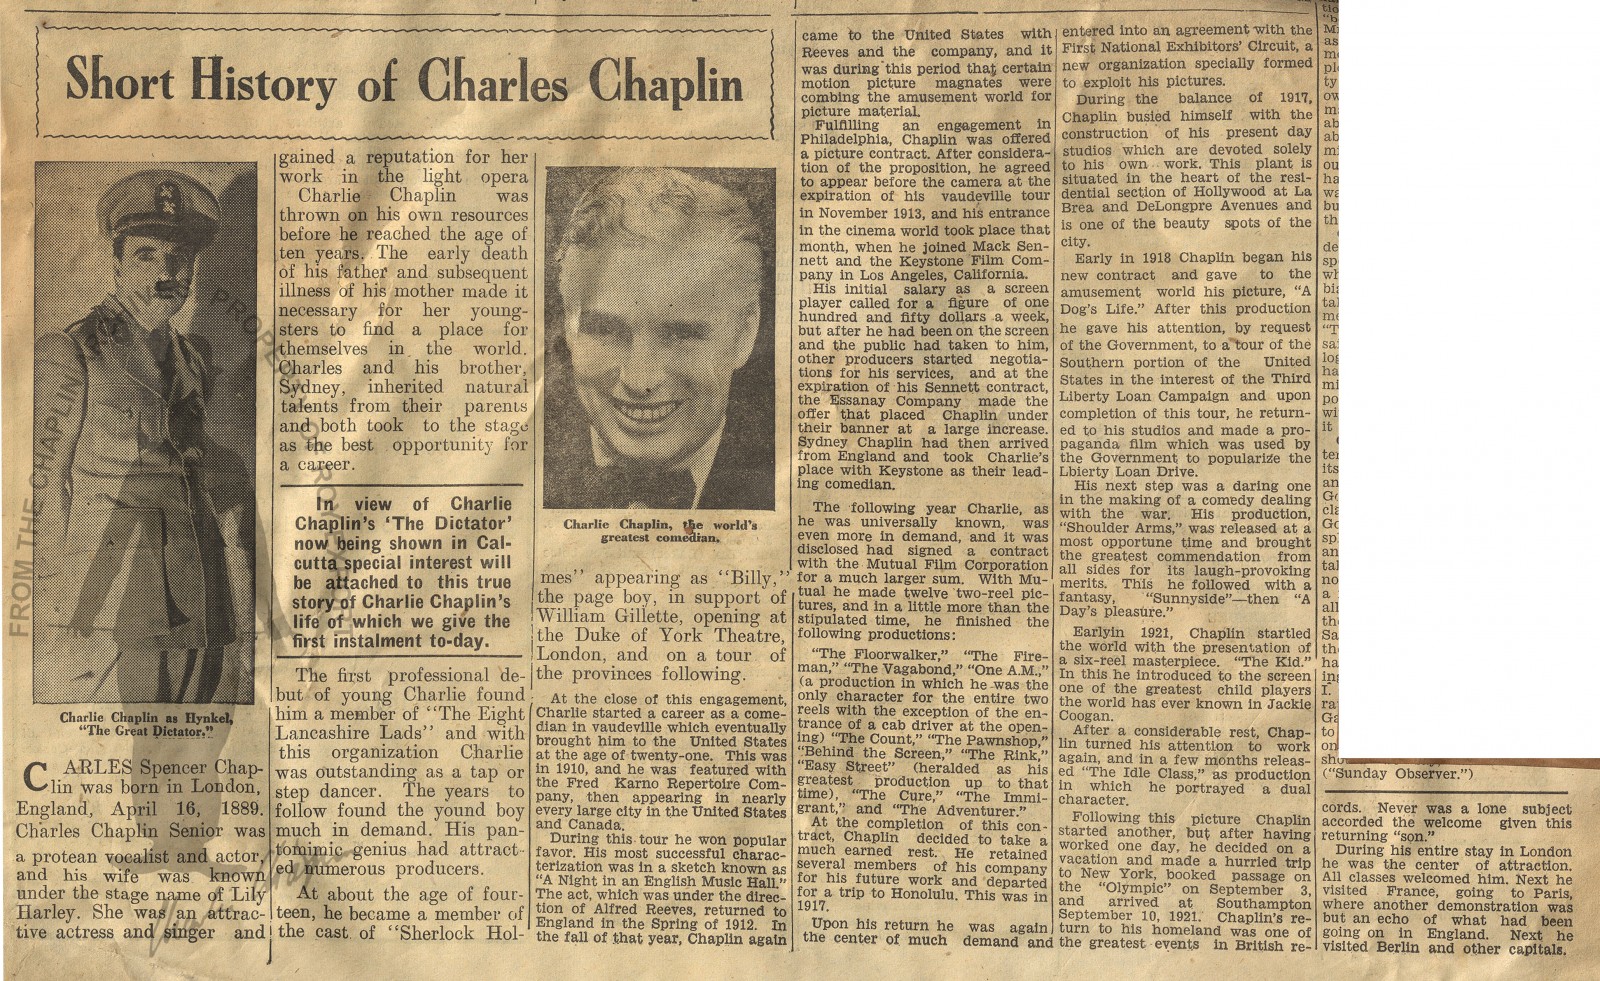 Short History of Charles Chaplin
Charlie Chaplin as Hynkel,
"The Great Dictator."
CARLES Spencer Chap-
lin was born in London,
England, April 16, 1889.
Charles Chaplin Senior was
a protean vocalist and actor,
and his wife was known
under the stage name of Lily
Harley. She was an attrac-
tive actress and singer and
gained a reputation for her
work in the light opera
Charlie Chaplin was
thrown on his own resources
before he reached the age of
ten years. The early death
of his father and subsequent
illness of his mother made it
necessary for her young-
sters to find a place for
themselves in the world.
Charles and his brother,
Sydney, inherited natural
talents from their parents
and both took to the stage
as the best opportunity for
a career.
In view of Charlie
Chaplin's 'The Dictator'
now being shown in Cal-
cutta special interest will
be attached to this true
story of Charlie Chaplin's
life of which we give the
first instalment to-day.
The first professional de-
but of young Charlie found
him a member of "The Eight
Lancashire Lads" and with
this organization Charlie
was outstanding as a tap or
step dancer. The years to
follow found the yound boy
much in demand. His pan-
tomimic genius had attract-
ed numerous producers.
At about the age of four-
teen, he became a member of
the cast of "Sherlock Hol-
Charlie Chaplin, the world's
greatest comedian.
mes" appearing as "Billy,"
the page boy, in support of
William Gillette, opening at
the Duke of York Theatre,
London, and on a tour of
the provinces following.
At the close of this engagement,
Charlie started a career as a come-
dian in vaudeville which eventually
brought him to the United States
at the age of twenty-one. This was
in 1910, and he was featured with
the Fred Karno Repertoire Com-
pany, then appearing in nearly
every large city in the United States
and Canada.
During this tour he won popular
favor. His most successful charac-
terization was in a sketch known as
"A Night in an English Music Hall."
The act, which was under the direc-
tion of Alfred Reeves, returned to
England in the Spring of 1912. In
the fall of that year, Chaplin again
came to the United States with
Reeves and the company, and it
was during this period that certain
motion picture magnates were
combing the amusement world for
picture material.
Fulfilling an engagement in
Philadelphia, Chaplin was offered
a picture contract. After considera-
tion of the proposition, he agreed
to appear before the camera at the
expiration of his vaudeville tour
in November 1913, and his entrance
in the cinema world took place that
month, when he joined Mack Sen-
nett and the Keystone Film Com-
pany in Los Angeles, California.
His initial salary as a screen
player called for a figure of one
hundred and fifty dollars a week,
but after he had been on the screen
and the public had taken to him,
other producers started negotia-
tions for his services, and at the
expiration of his Sennett contract,
the Essanay Company made the
offer that placed Chaplin under
their banner at a large increase.
Sydney Chaplin had then arrived
from England and took Charlie's
place with Keystone as their lead-
ing comedian.
The following year Charlie, as
he was universally known, was
even more in demand, and it was
disclosed had signed a contract
with the Mutual Film Corporation
for a much larger sum. With Mu-
tual he made twelve two-reel pic-
tures, and in a little more than the
stipulated time, he finished the
following productions:
"The Floorwalker," "The Fire-
man," "The Vagabond," "One A.M.,"
(a production in which he was the
only character for the entire two
reels with the exception of the en-
trance of a cab driver at the open-
ing) "The Count," "The Pawnshop,"
"Behind the Screen," "The Rink,"
"Easy Street" (heralded as his
greatest production up to that
time), "The Cure," "The Immi-
grant," and "The Adventurer."
At the completion of this con-
tract, Chaplin decided to take a
much earned rest. He retained
several members of his company
for his future work and departed
for a trip to Honolulu. This was in
1917.
Upon his return he was again
the center of much demand and
entered into an agreement with the
First National Exhibitors' Circuit, a
new organization specially formed
to exploit his pictures.
During the balance of 1917,
Chaplin busied himself with the
construction of his present day
studios which are devoted solely
to his own work. This plant is
situated in the heart of the resi-
dential section of Hollywood at La
Brea and DeLongpre Avenues and
is one of the beauty spots of the
city.
Early in 1918 Chaplin began his
new contract and gave to the
amusement world his picture, "A
Dog's Life." After this production
he gave his attention, by request
of the Government, to a tour of the
Southern portion of the United
States in the interest of the Third
Liberty Loan Campaign and upon
completion of this tour, he return-
ed to his studios and made a pro-
paganda film which was used by
the Government to popularize the
Lbierty Loan Drive.
His next step was a daring one
in the making of a comedy dealing
with the war. His production,
"Shoulder Arms," was released at a
most opportune time and brought
the greatest commendation from
all sides for its laugh-provoking
merits. This he followed with a
fantasy, "Sunnyside"—then "A
Day's pleasure."
Earlyin 1921, Chaplin startled
the world with the presentation of
a six-reel masterpiece. "The Kid."
In this he introduced to the screen
one of the greatest child players
the world has ever known in Jackie
Coogan.
After a considerable rest, Chap-
lin turned his attention to work
again, and in a few months releas-
ed "The Idle Class," as production
in which he portrayed a dual
character.
Following this picture Chaplin
started another, but after having
worked one day, he decided on a
vacation and made a hurried trip
to New York, booked passage on
the "Olympic" on September 3,
and arrived at Southampton
September 10, 1921. Chaplin's re-
turn to his homeland was one of
the greatest events in British re-
("Sunday Observer.")
cords. Never was a lone subject
accorded the welcome given this
returning "son."
During his entire stay in London
he was the center of attraction.
All classes welcomed him. Next he
visited France, going to Paris,
where another demonstration was
but an echo of what had been
going on in England. Next he
visited Berlin and other capitals.
FROM THE CHAPLIN ARCHIVES PROPERTY OF ROY EXPORT